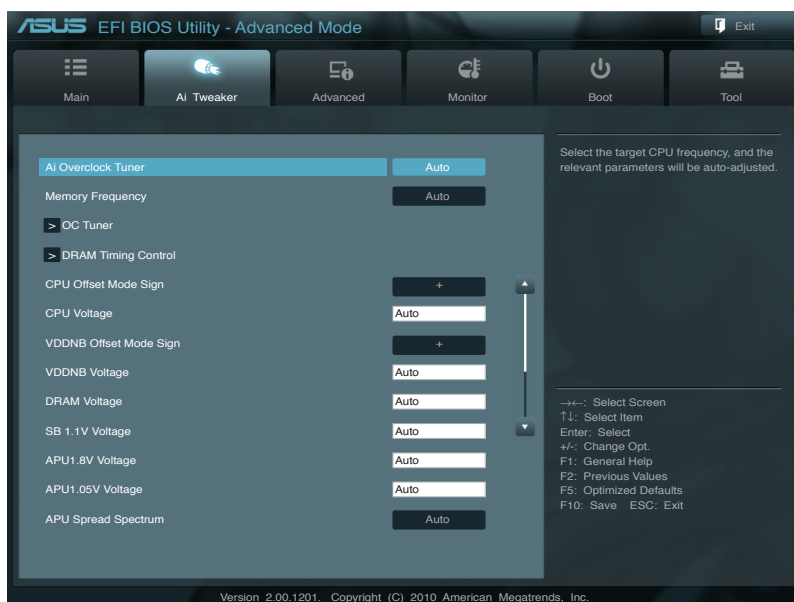 ASUS EFI BIOS Utility - Advanced Mode Exit
Main Ai Tweaker Advanced Monitor Boot Tool
Ai Overclock Tuner Auto
Memory Frequency Auto
> OC Tuner
> DRAM Timing Control
CPU Offset Mode Sign +
CPU Voltage Auto
VDDNB Offset Mode Sign +
VDDNB Voltage Auto
DRAM Voltage Auto
SB 1.1V Voltage Auto
APU1.8V Voltage Auto
APU1.05V Voltage Auto
APU Spread Spectrum Auto
Select the target CPU frequency, and the
relevant parameters will be auto-adjusted.
→←: Select Screen
↑↓: Select Item
Enter: Select
+/-: Change Opt.
F1: General Help
F2: Previous Values
F5: Optimized Defaults
F10: Save ESC: Exit
Version 2.00.1201. Copyright (C) 2010 American Megatrends, Inc.